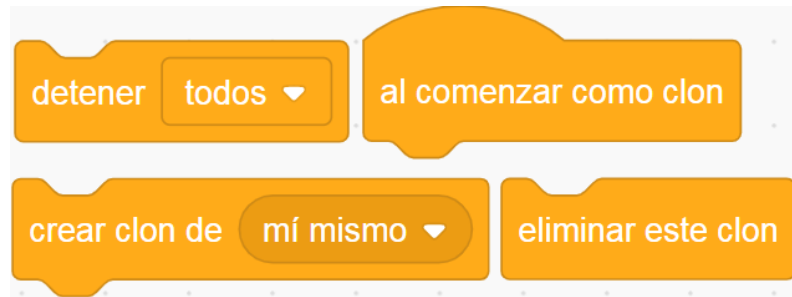 detener todos
al comenzar como clon
crear clon de mí mismo
eliminar este clon